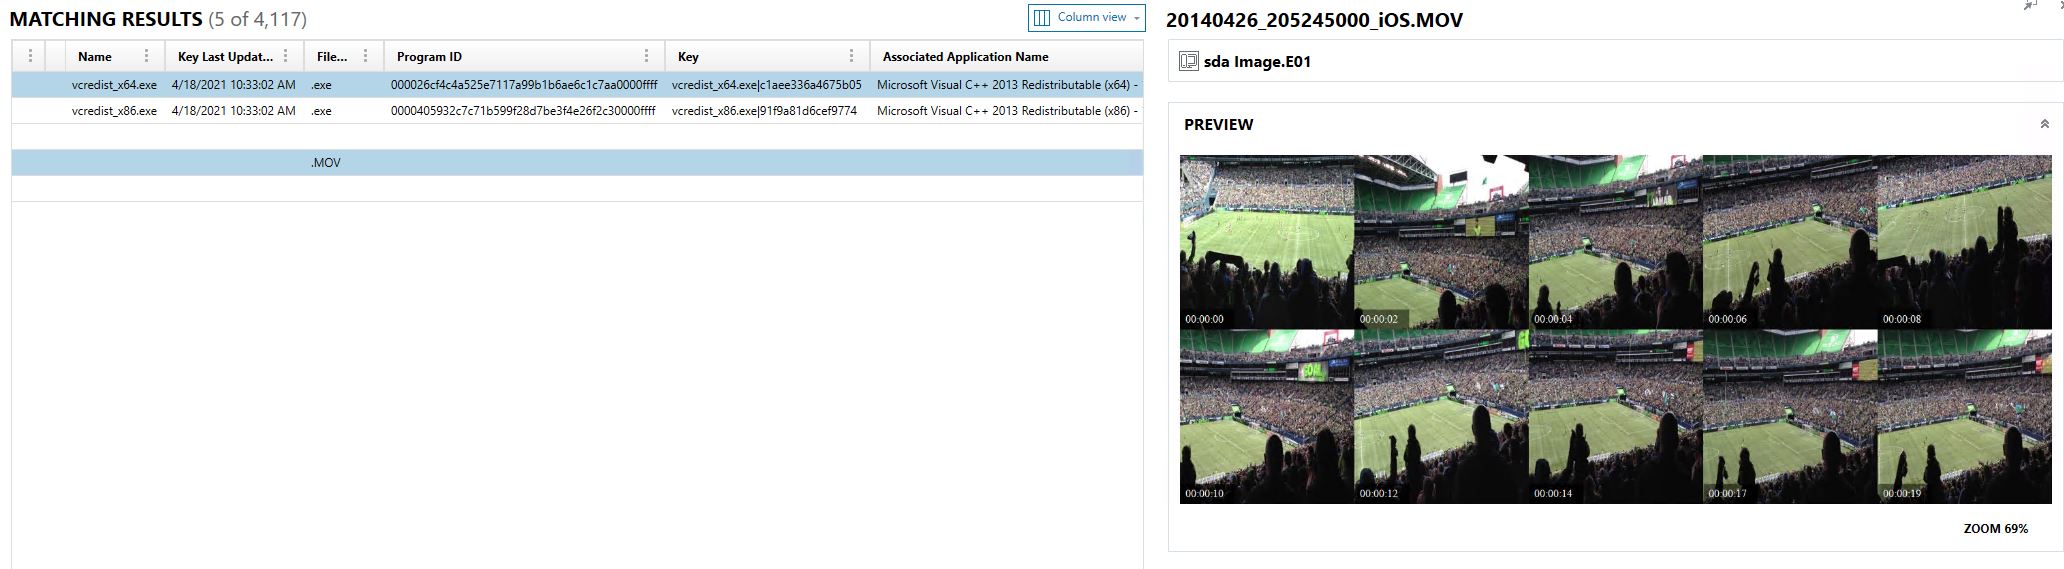 MATCHING RESULTS (5 of 4,117)
Column view
Name Key Last Updat... File... Program ID Key Associated Application Name
vcredist_x64.exe 4/18/2021 10:33:02 AM .exe 000026cf4c4a525e7117a99b1b6ae6c1c7aa0000ffff vcredist_x64.exe|c1aee336a4675b05 Microsoft Visual C++ 2013 Redistributable (x64) -
vcredist_x86.exe 4/18/2021 10:33:02 AM .exe 0000405932c7c71b599f28d7be3f4e26f2c30000ffff vcredist_x86.exe|91f9a81d6cef9774 Microsoft Visual C++ 2013 Redistributable (x86) -
.MOV
20140426_205245000_iOS.MOV
sda Image.E01
PREVIEW
00:00:00 00:00:02 00:00:04 00:00:06 00:00:08
00:00:10 00:00:12 00:00:14 00:00:17 00:00:19
ZOOM 69%